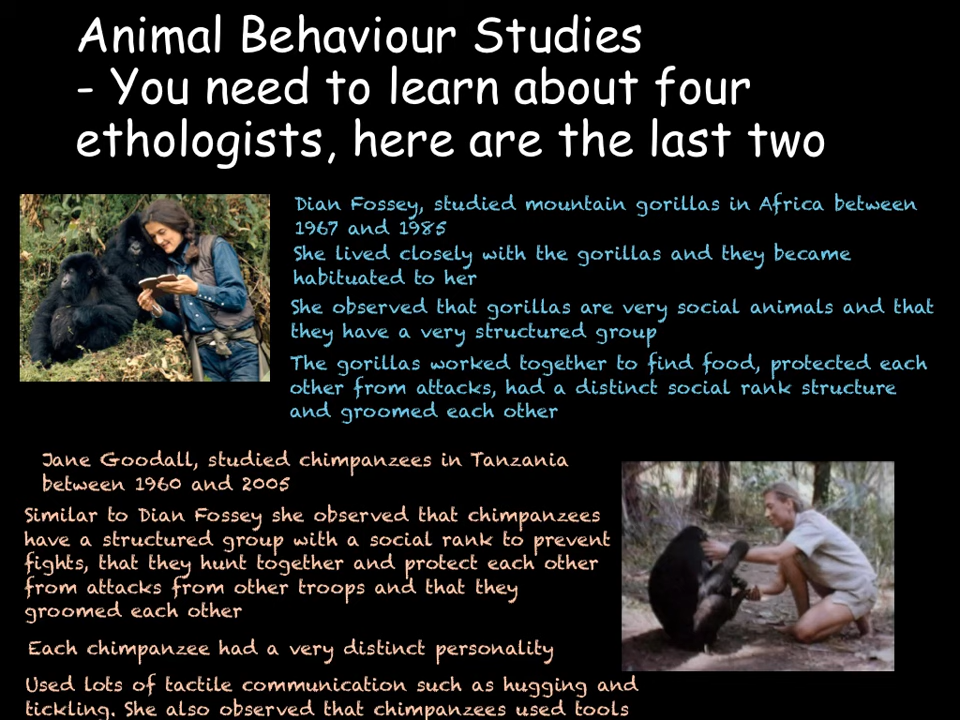 Animal Behaviour Studies
- You need to learn about four
ethologists, here are the last two
Dian Fossey, studied mountain gorillas in Africa between
1967 and 1985
She lived closely with the gorillas and they became
habituated to her
She observed that gorillas are very social animals and that
they have a very structured group
The gorillas worked together to find food, protected each
other from attacks, had a distinct social rank structure
and groomed each other
Jane Goodall, studied chimpanzees in Tanzania
between 1960 and 2005
Similar to Dian Fossey she observed that chimpanzees
have a structured group with a social rank to prevent
fights, that they hunt together and protect each other
from attacks from other troops and that they
groomed each other
Each chimpanzee had a very distinct personality
Used lots of tactile communication such as hugging and
tickling. She also observed that chimpanzees used tools